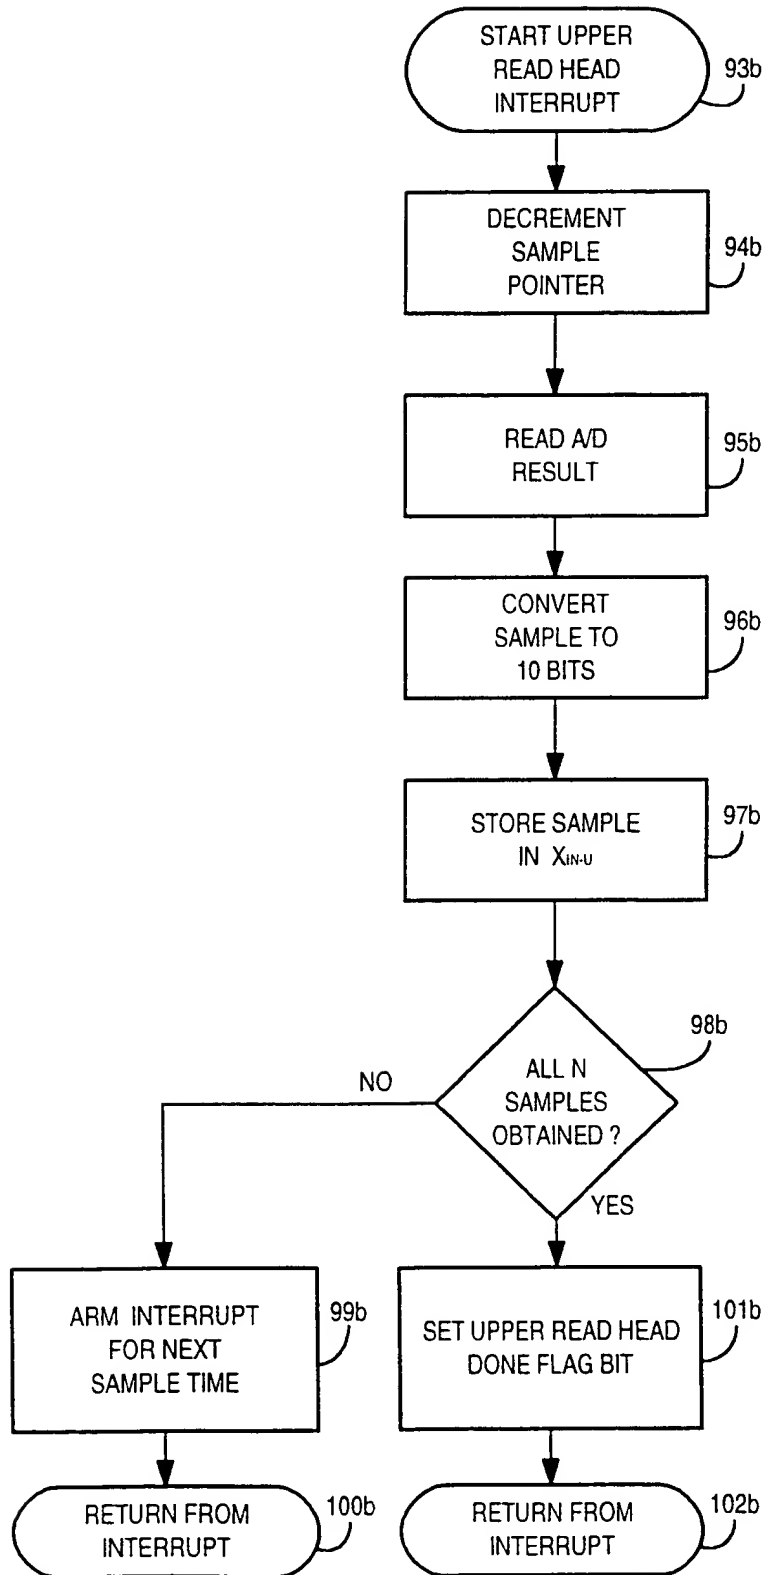 START UPPER
READ HEAD
INTERRUPT
93b
DECREMENT
SAMPLE
POINTER
94b
READ A/D
RESULT
95b
CONVERT
SAMPLE TO
10 BITS
96b
STORE SAMPLE
IN XIN-U
97b
ALL N
SAMPLES
OBTAINED ?
98b
NO
YES
ARM INTERRUPT
FOR NEXT
SAMPLE TIME
99b
SET UPPER READ HEAD
DONE FLAG BIT
101b
RETURN FROM
INTERRUPT
100b
RETURN FROM
INTERRUPT
102b